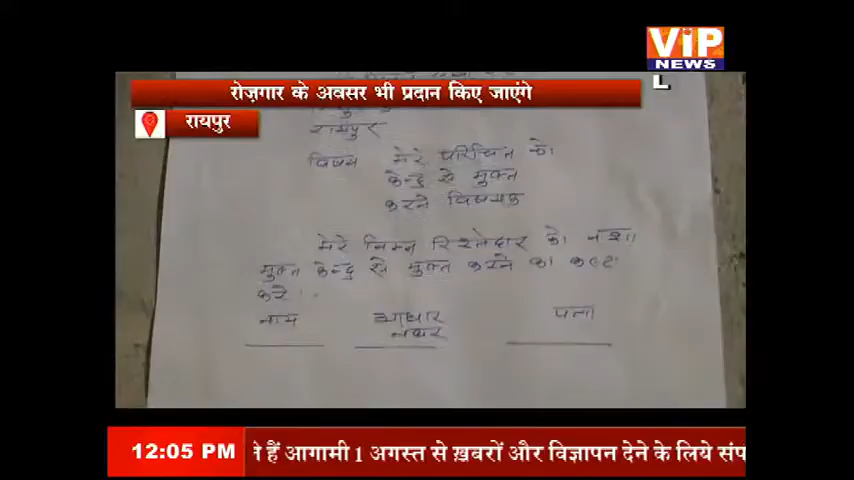 VIP
NEWS
L
रोज़गार के अवसर भी प्रदान किए जाएंगे
रायपुर
रायपुर
विषय मेरे परिचित को
केन्द्र से मुक्त
करने विषयक
मेरे निम्न रिश्तेदार को नशा
मुक्त केन्द्र से मुक्त करने का कष्ट
करे।
नाम आधार नम्बर पता
12:05 PM ने हैं आगामी 1 अगस्त से ख़बरों और विज्ञापन देने के लिये संप